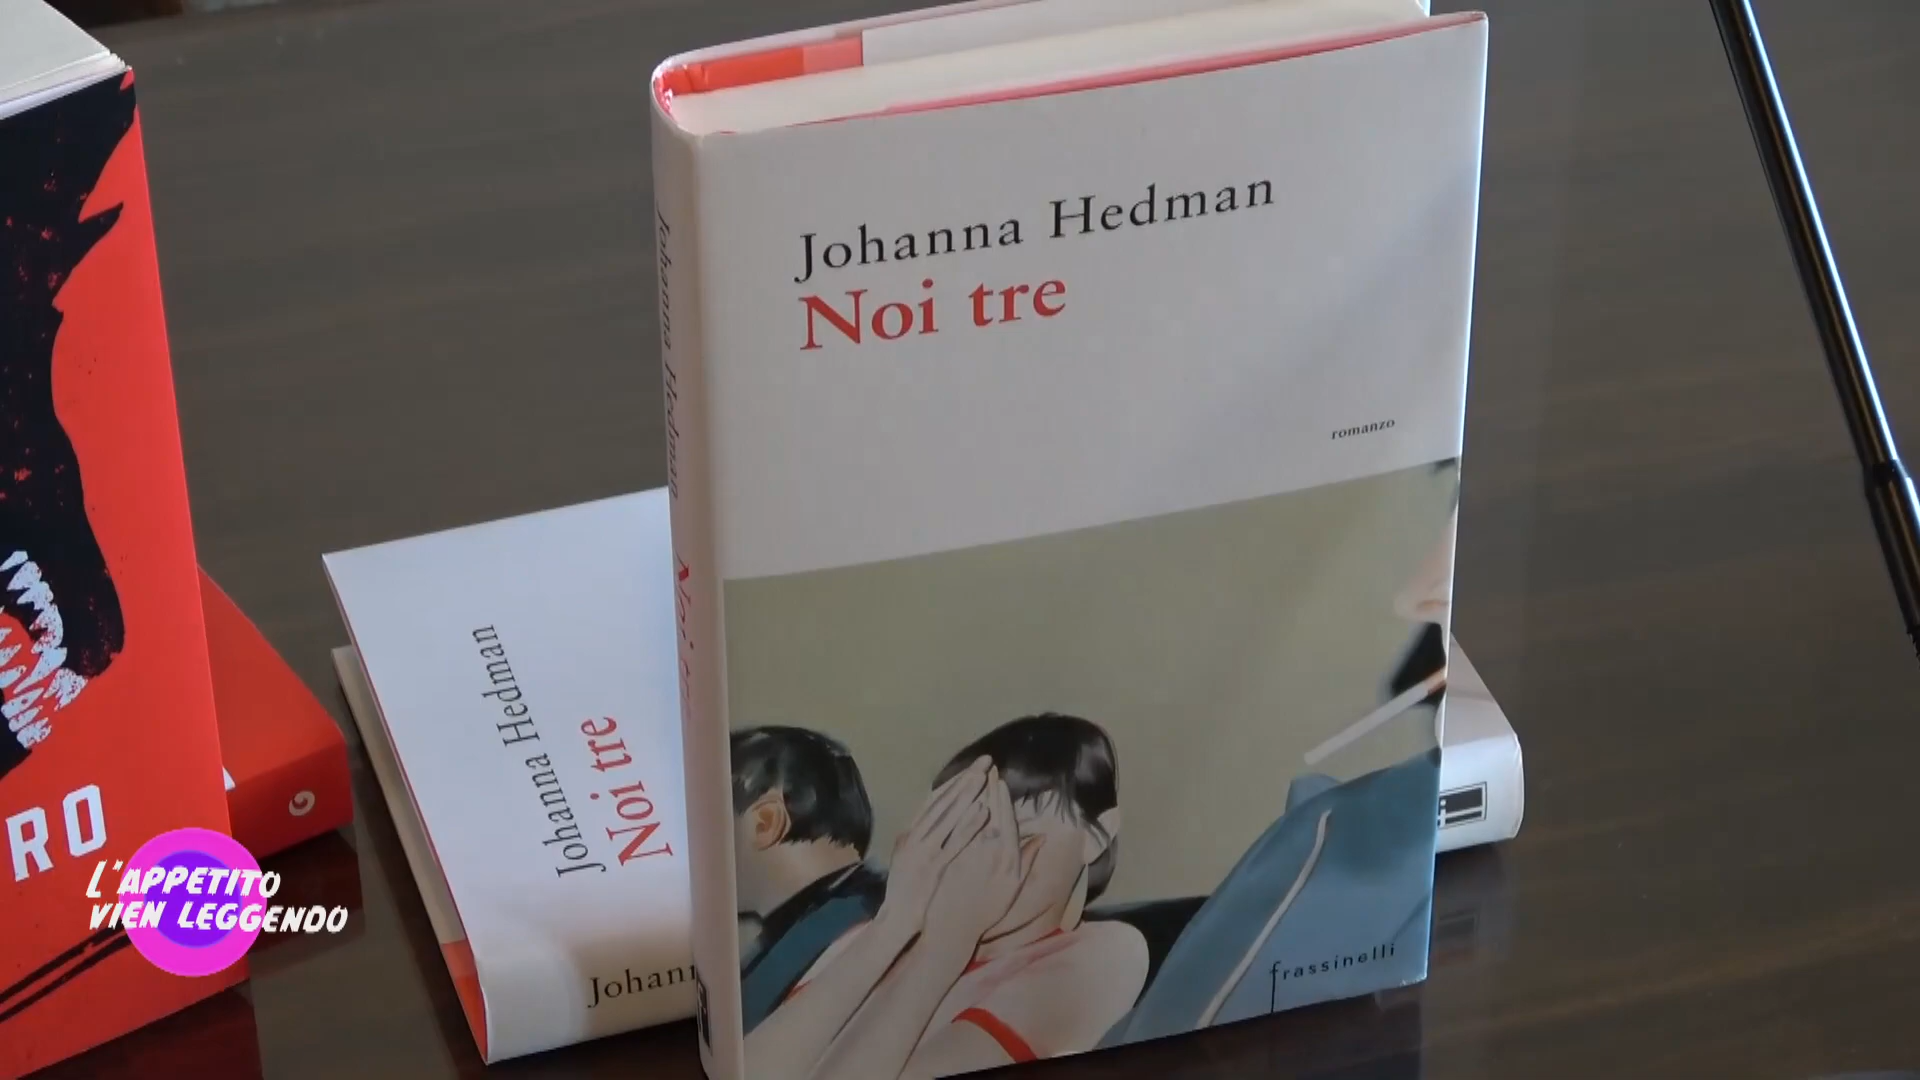 Johanna Hedman
Noi tre
romanzo
frassinelli
Johanna Hedman
Noi tre
Johanna Hedman
Noi tre
Johann
RO
L'APPETITO
VIEN LEGGENDO